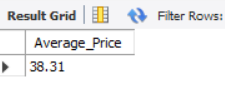 Result Grid Filter Rows:
Average_Price
38.31